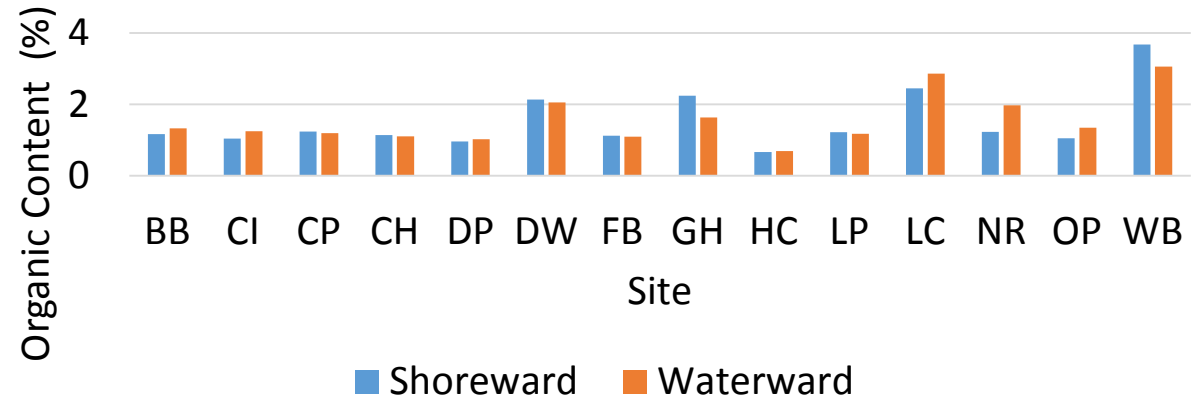 Organic Content (%)
4
2
0
BB CI CP CH DP DW FB GH HC LP LC NR OP WB
Site
Shoreward Waterward